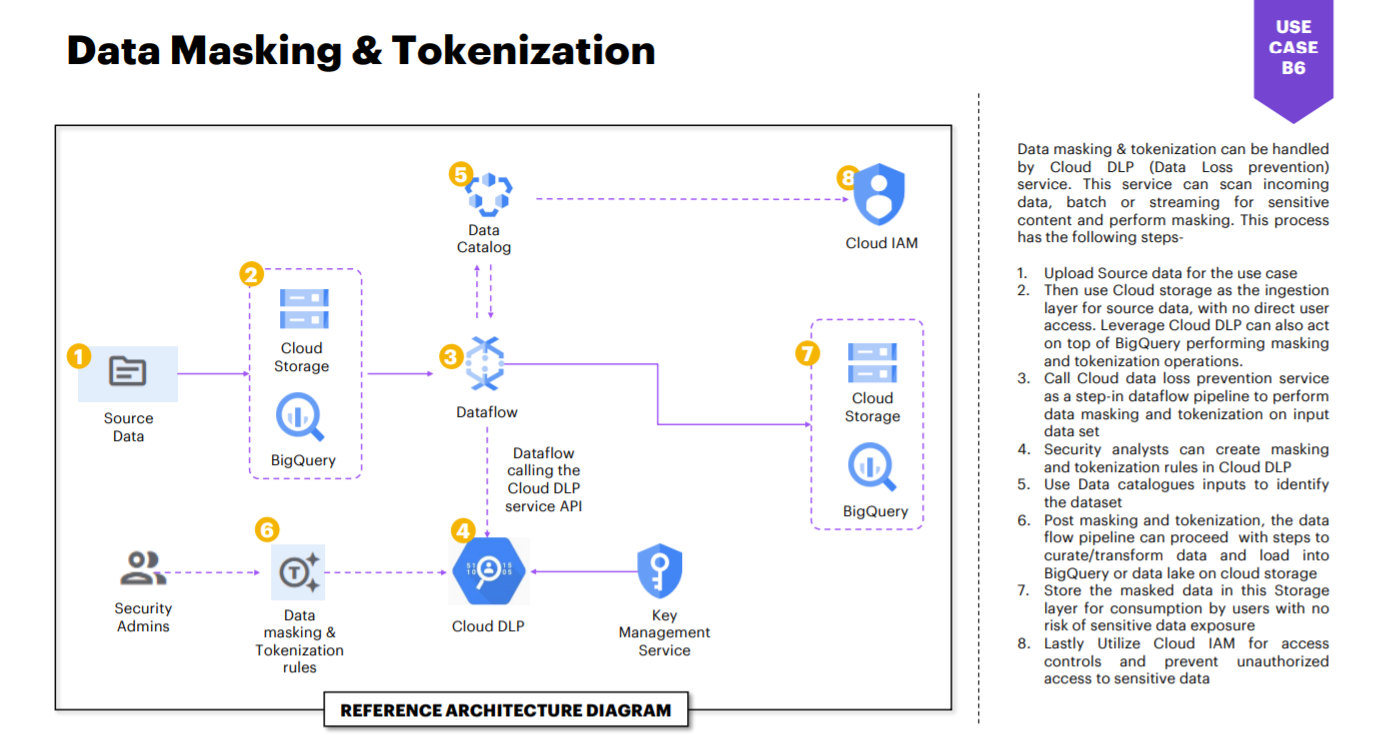 Data Masking & Tokenization
USE
CASE
B6
5
Data
Catalog
8
Cloud IAM
2
Cloud
Storage
BigQuery
1
Source
Data
3
Dataflow
7
Cloud
Storage
BigQuery
Dataflow
calling the
Cloud DLP
service API
6
4
Security
Admins
Data
masking &
Tokenization
rules
Cloud DLP
Key
Management
Service
REFERENCE ARCHITECTURE DIAGRAM
Data masking & tokenization can be handled
by Cloud DLP (Data Loss prevention)
service. This service can scan incoming
data, batch or streaming for sensitive
content and perform masking. This process
has the following steps-
1. Upload Source data for the use case
2. Then use Cloud storage as the ingestion
layer for source data, with no direct user
access. Leverage Cloud DLP can also act
on top of BigQuery performing masking
and tokenization operations.
3. Call Cloud data loss prevention service
as a step-in dataflow pipeline to perform
data masking and tokenization on input
data set
4. Security analysts can create masking
and tokenization rules in Cloud DLP
5. Use Data catalogues inputs to identify
the dataset
6. Post masking and tokenization, the data
flow pipeline can proceed with steps to
curate/transform data and load into
BigQuery or data lake on cloud storage
7. Store the masked data in this Storage
layer for consumption by users with no
risk of sensitive data exposure
8. Lastly Utilize Cloud IAM for access
controls and prevent unauthorized
access to sensitive data